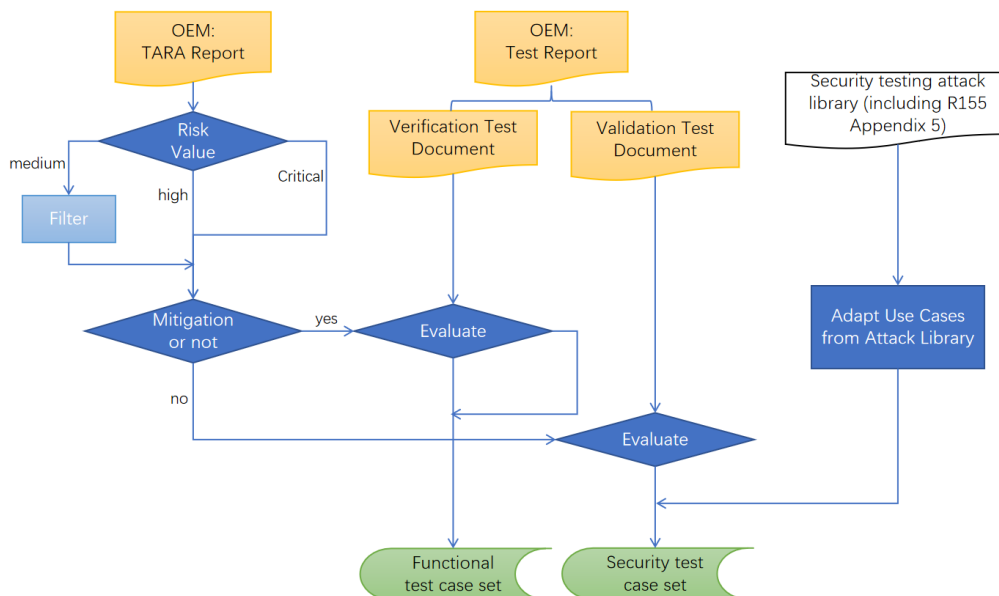 OEM:
TARA Report
OEM:
Test Report
Security testing attack
library (including R155
Appendix 5)
Risk
Value
Verification Test
Document
Validation Test
Document
medium
high
Critical
Filter
Mitigation
or not
yes
no
Evaluate
Adapt Use Cases
from Attack Library
Evaluate
Functional
test case set
Security test
case set